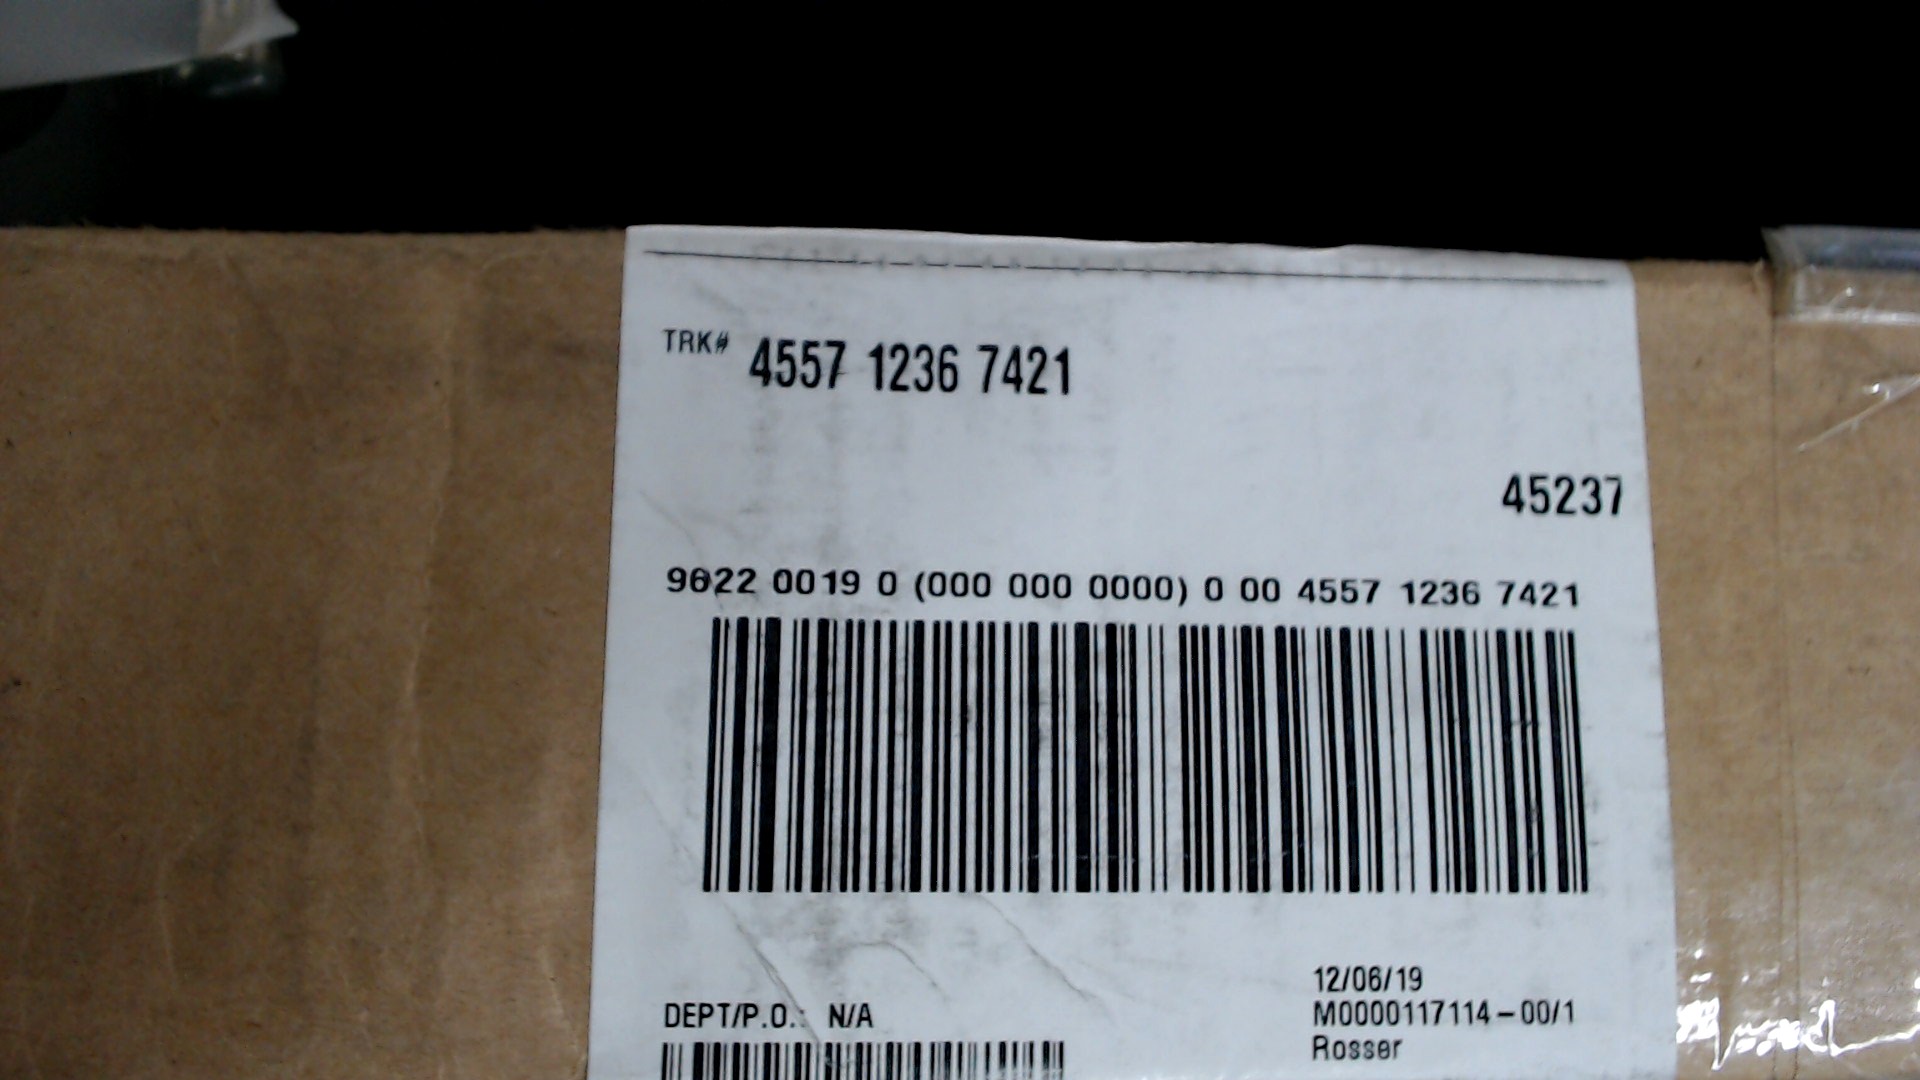 TRK# 4557 1236 7421
45237
9622 0019 0 (000 000 0000) 0 00 4557 1236 7421
12/06/19
DEPT/P.O.: N/A
M0000117114-00/1
Rosser